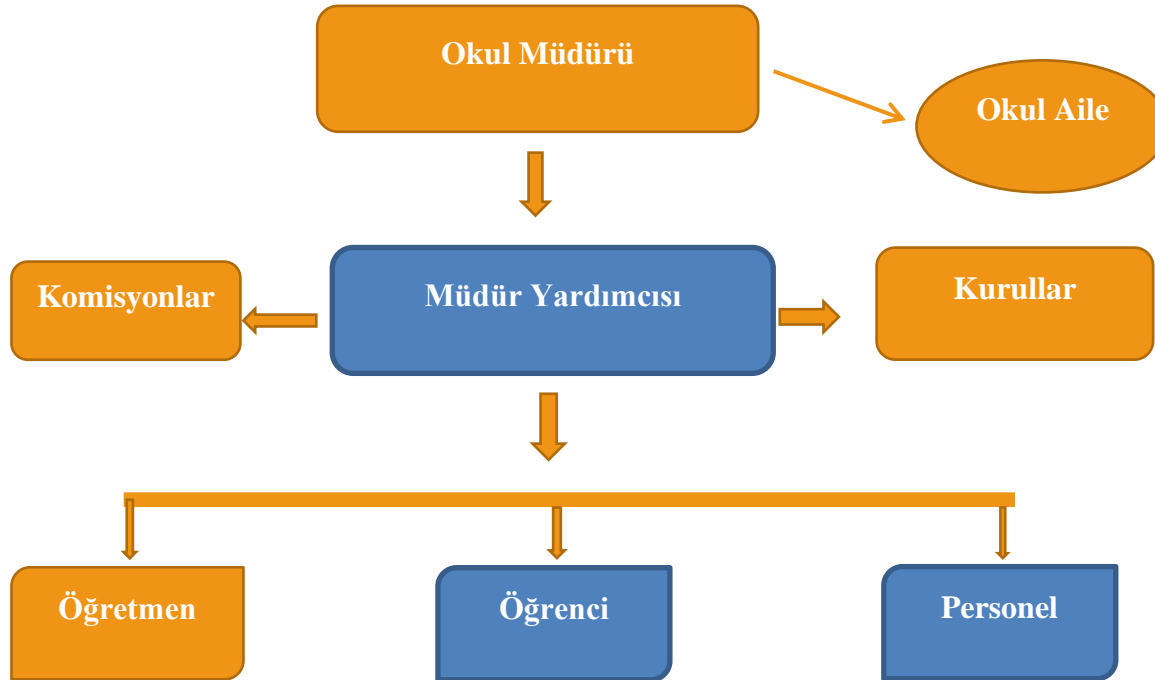 Okul Müdürü
Okul Aile
Komisyonlar
Müdür Yardımcısı
Kurullar
Öğretmen
Öğrenci
Personel